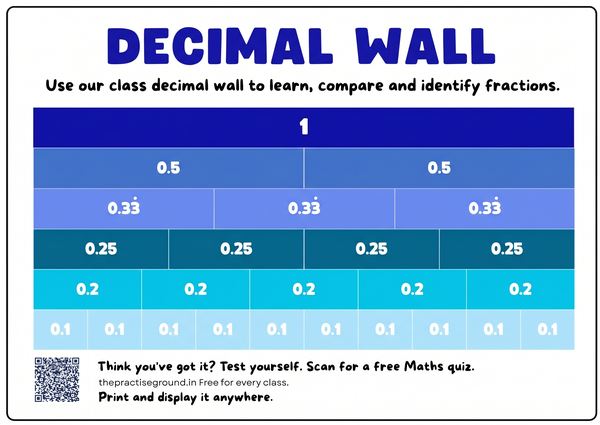 DECIMAL WALL
Use our class decimal wall to learn, compare and identify fractions.
1
0.5 0.5
0.33̇ 0.33̇ 0.33̇
0.25 0.25 0.25 0.25
0.2 0.2 0.2 0.2 0.2
0.1 0.1 0.1 0.1 0.1 0.1 0.1 0.1 0.1 0.1
Think you've got it? Test yourself. Scan for a free Maths quiz.
thepractiseground.in Free for every class.
Print and display it anywhere.